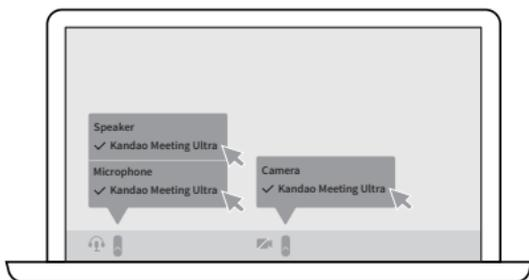 Speaker
✓ Kandao Meeting Ultra
Microphone
✓ Kandao Meeting Ultra
Camera
✓ Kandao Meeting Ultra